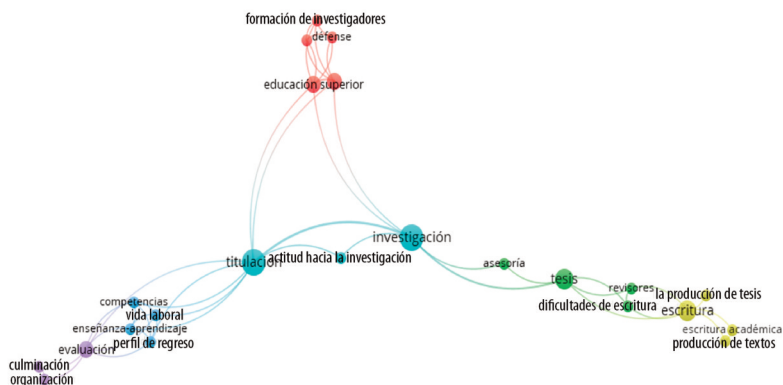 formación de investigadores
défense
educación superior
investigación
titulación
actitud hacia la investigación
asesoría
tesis
revisores
la producción de tesis
dificultades de escritura
escritura
escritura académica
producción de textos
competencias
vida laboral
enseñanza-aprendizaje
perfil de regreso
evaluación
culminación
organización